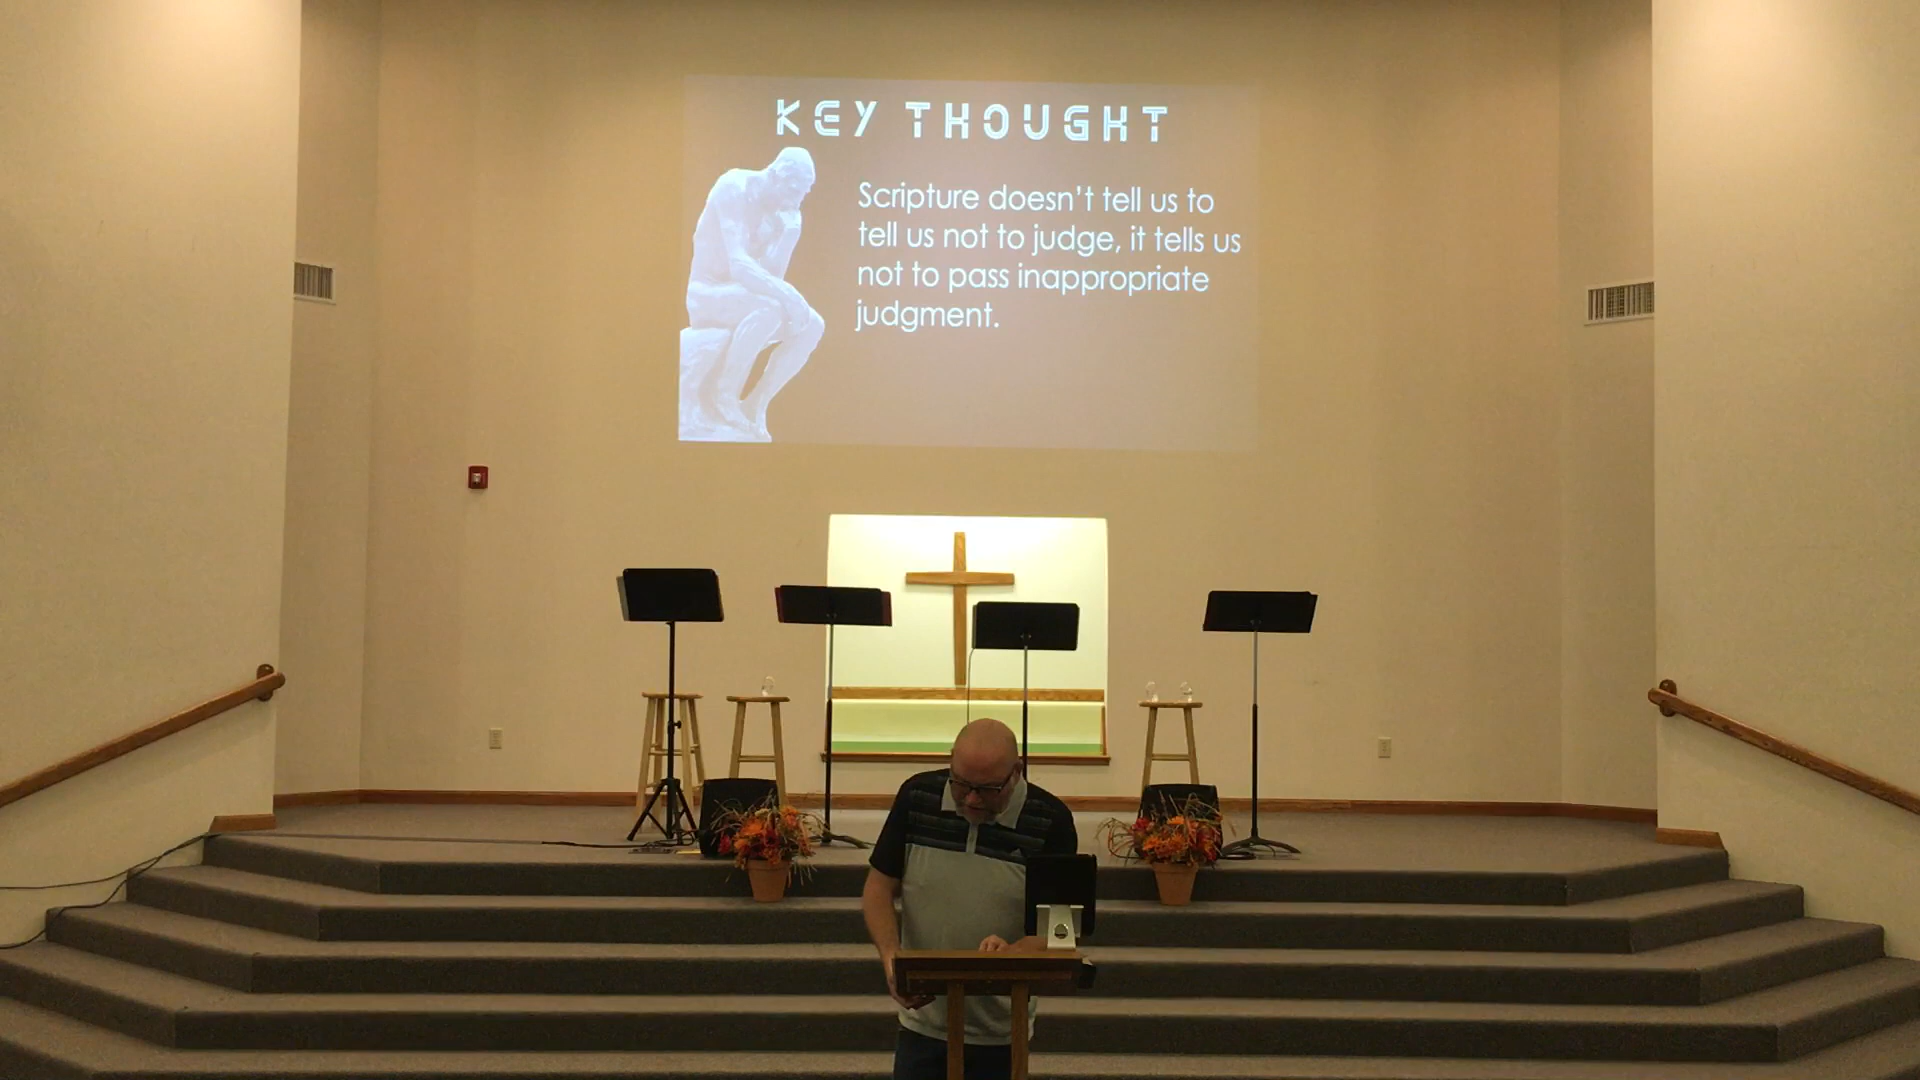 KEY THOUGHT
Scripture doesn't tell us to
tell us not to judge, it tells us
not to pass inappropriate
judgment.